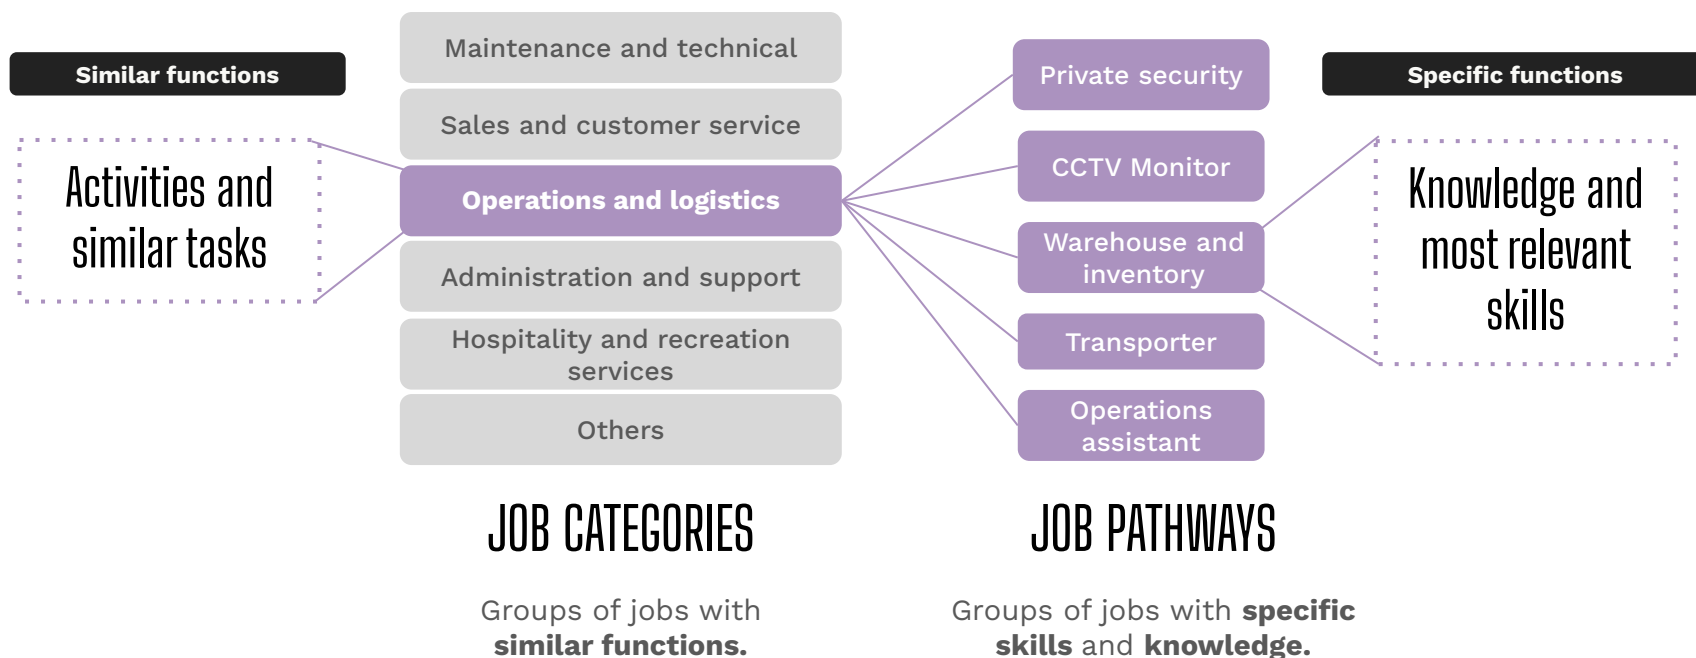 Similar functions
Activities and
similar tasks
Maintenance and technical
Sales and customer service
Operations and logistics
Administration and support
Hospitality and recreation
services
Others
JOB CATEGORIES
Groups of jobs with
similar functions.
Private security
CCTV Monitor
Warehouse and
inventory
Transporter
Operations
assistant
JOB PATHWAYS
Groups of jobs with specific
skills and knowledge.
Specific functions
Knowledge and
most relevant
skills